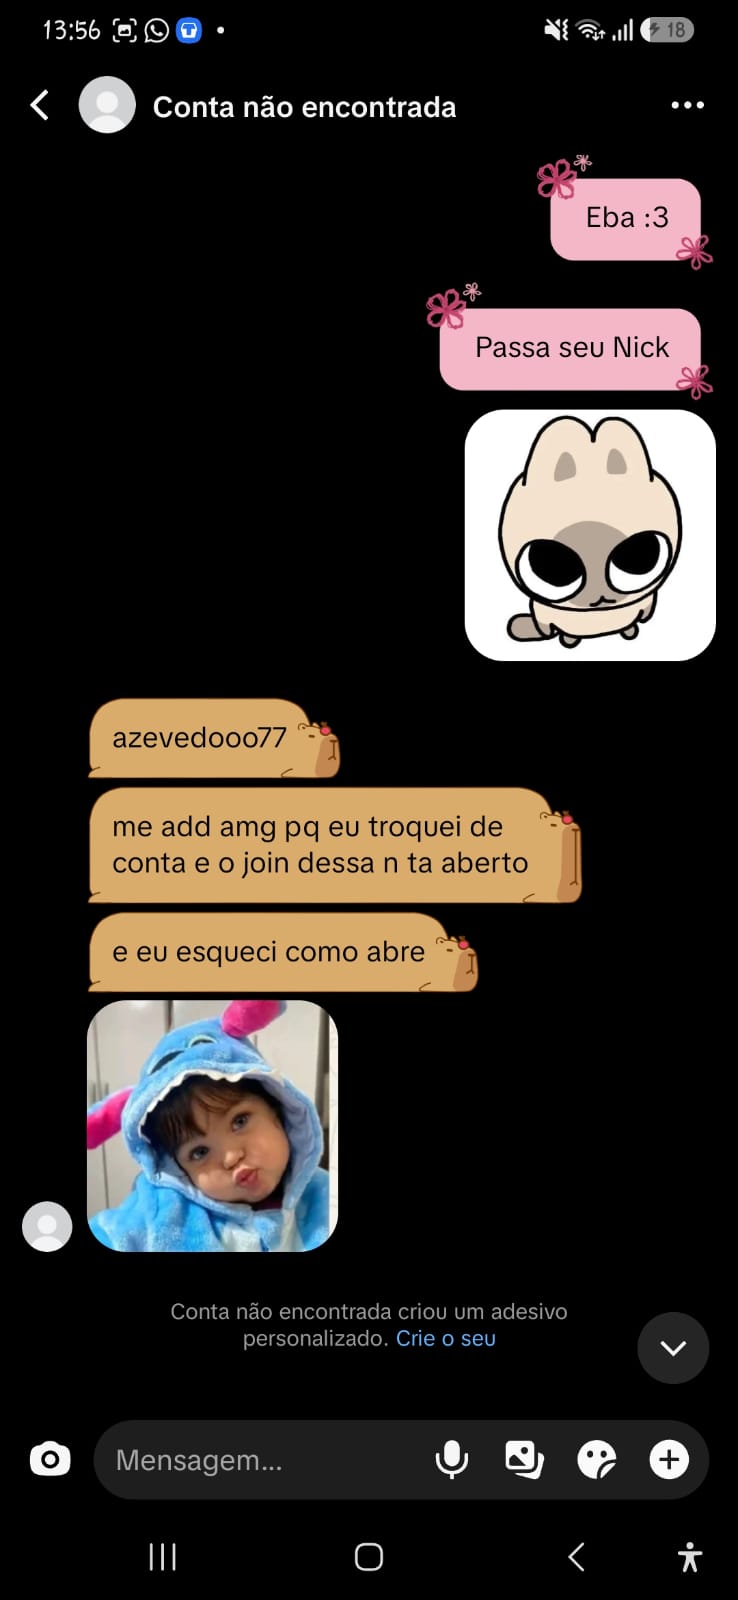 13:56
18
Conta não encontrada
Eba :3
Passa seu Nick
azevedooo77
me add amg pq eu troquei de
conta e o join dessa n ta aberto
e eu esqueci como abre
Conta não encontrada criou um adesivo
personalizado. Crie o seu
Mensagem...